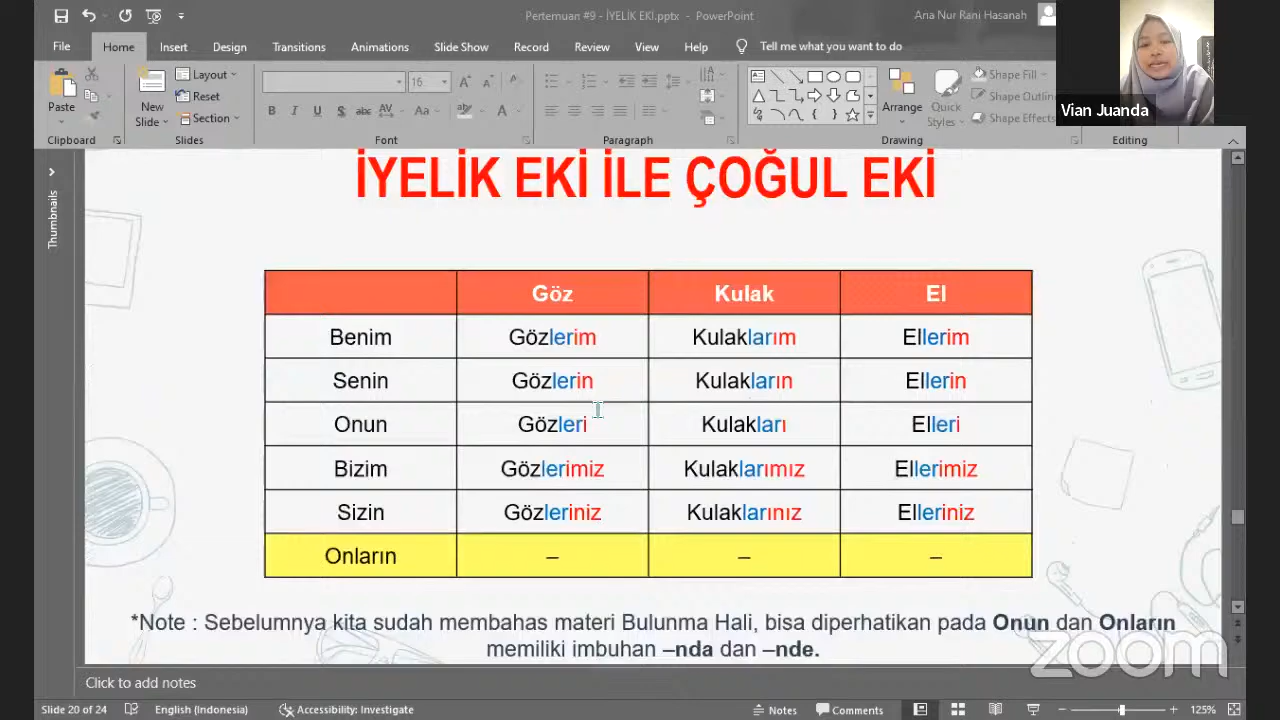 Pertemuan #9 - İYELİK EKİ.pptx - PowerPoint
Ana Nur Rani Hasanah
File Home Insert Design Transitions Animations Slide Show Record Review View Help Tell me what you want to do
Vian Juanda
Paste
New Slide
Layout
Reset
Section
16
B I U S abc AV Aa A
Arrange
Quick Styles
Shape Fill
Shape Outlin
Shape Effects
Clipboard Slides Font Paragraph Drawing Editing
Thumbnails
İYELİK EKİ İLE ÇOĞUL EKİ
Göz Kulak El
Benim Gözlerim Kulaklarım Ellerim
Senin Gözlerin Kulakların Ellerin
Onun Gözleri Kulakları Elleri
Bizim Gözlerimiz Kulaklarımız Ellerimiz
Sizin Gözleriniz Kulaklarınız Elleriniz
Onların – – –
*Note : Sebelumnya kita sudah membahas materi Bulunma Hali, bisa diperhatikan pada Onun dan Onların
memiliki imbuhan –nda dan –nde.
zoom
Click to add notes
Slide 20 of 24 English (Indonesia) Accessibility: Investigate Notes Comments 125%